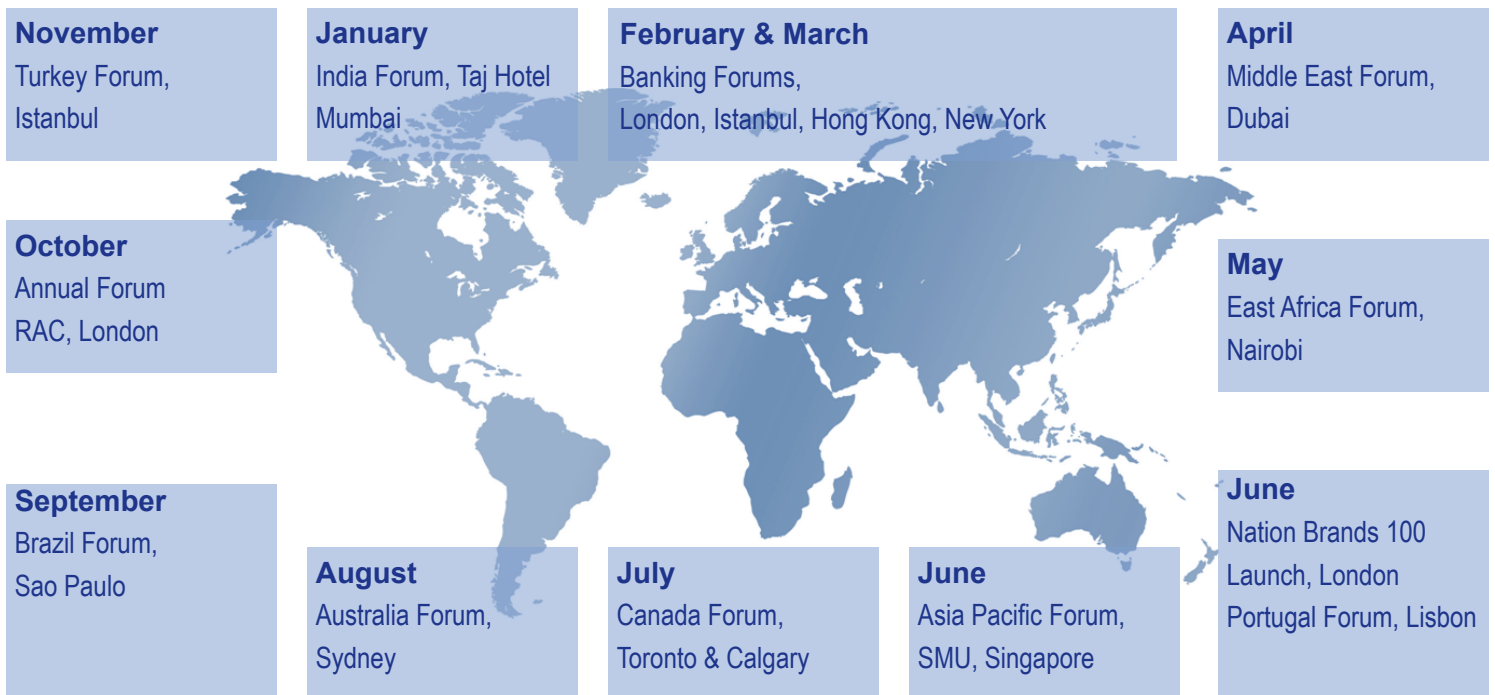 November
Turkey Forum,
Istanbul
January
India Forum, Taj Hotel
Mumbai
February & March
Banking Forums,
London, Istanbul, Hong Kong, New York
April
Middle East Forum,
Dubai
October
Annual Forum
RAC, London
May
East Africa Forum,
Nairobi
September
Brazil Forum,
Sao Paulo
August
Australia Forum,
Sydney
July
Canada Forum,
Toronto & Calgary
June
Asia Pacific Forum,
SMU, Singapore
June
Nation Brands 100
Launch, London
Portugal Forum, Lisbon